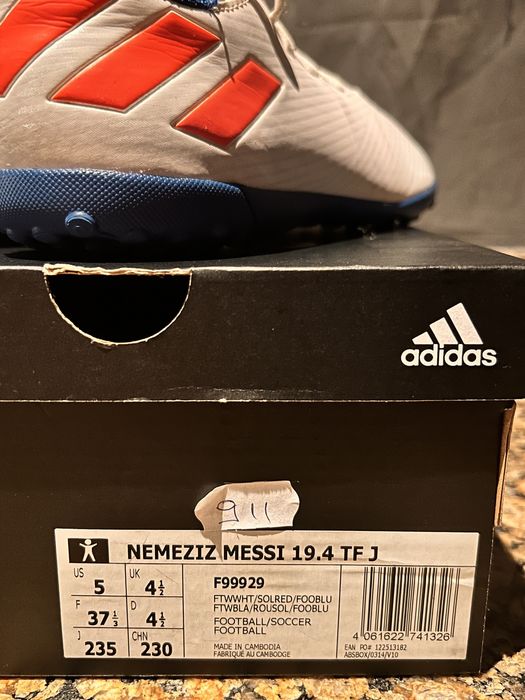 adidas
911
NEMEZIZ MESSI 19.4 TF J
US 5 UK 4½
F 37⅓ D 4½
J 235 CHN 230
F99929
FTWWHT/SOLRED/FOOBLU
FTWBLA/ROUSOL/FOOBLU
FOOTBALL/SOCCER
FOOTBALL
MADE IN CAMBODIA
FABRIQUÉ AU CAMBODGE
4 061622 741326
EAN PO# 122513182
ABSBOX/0314/V10